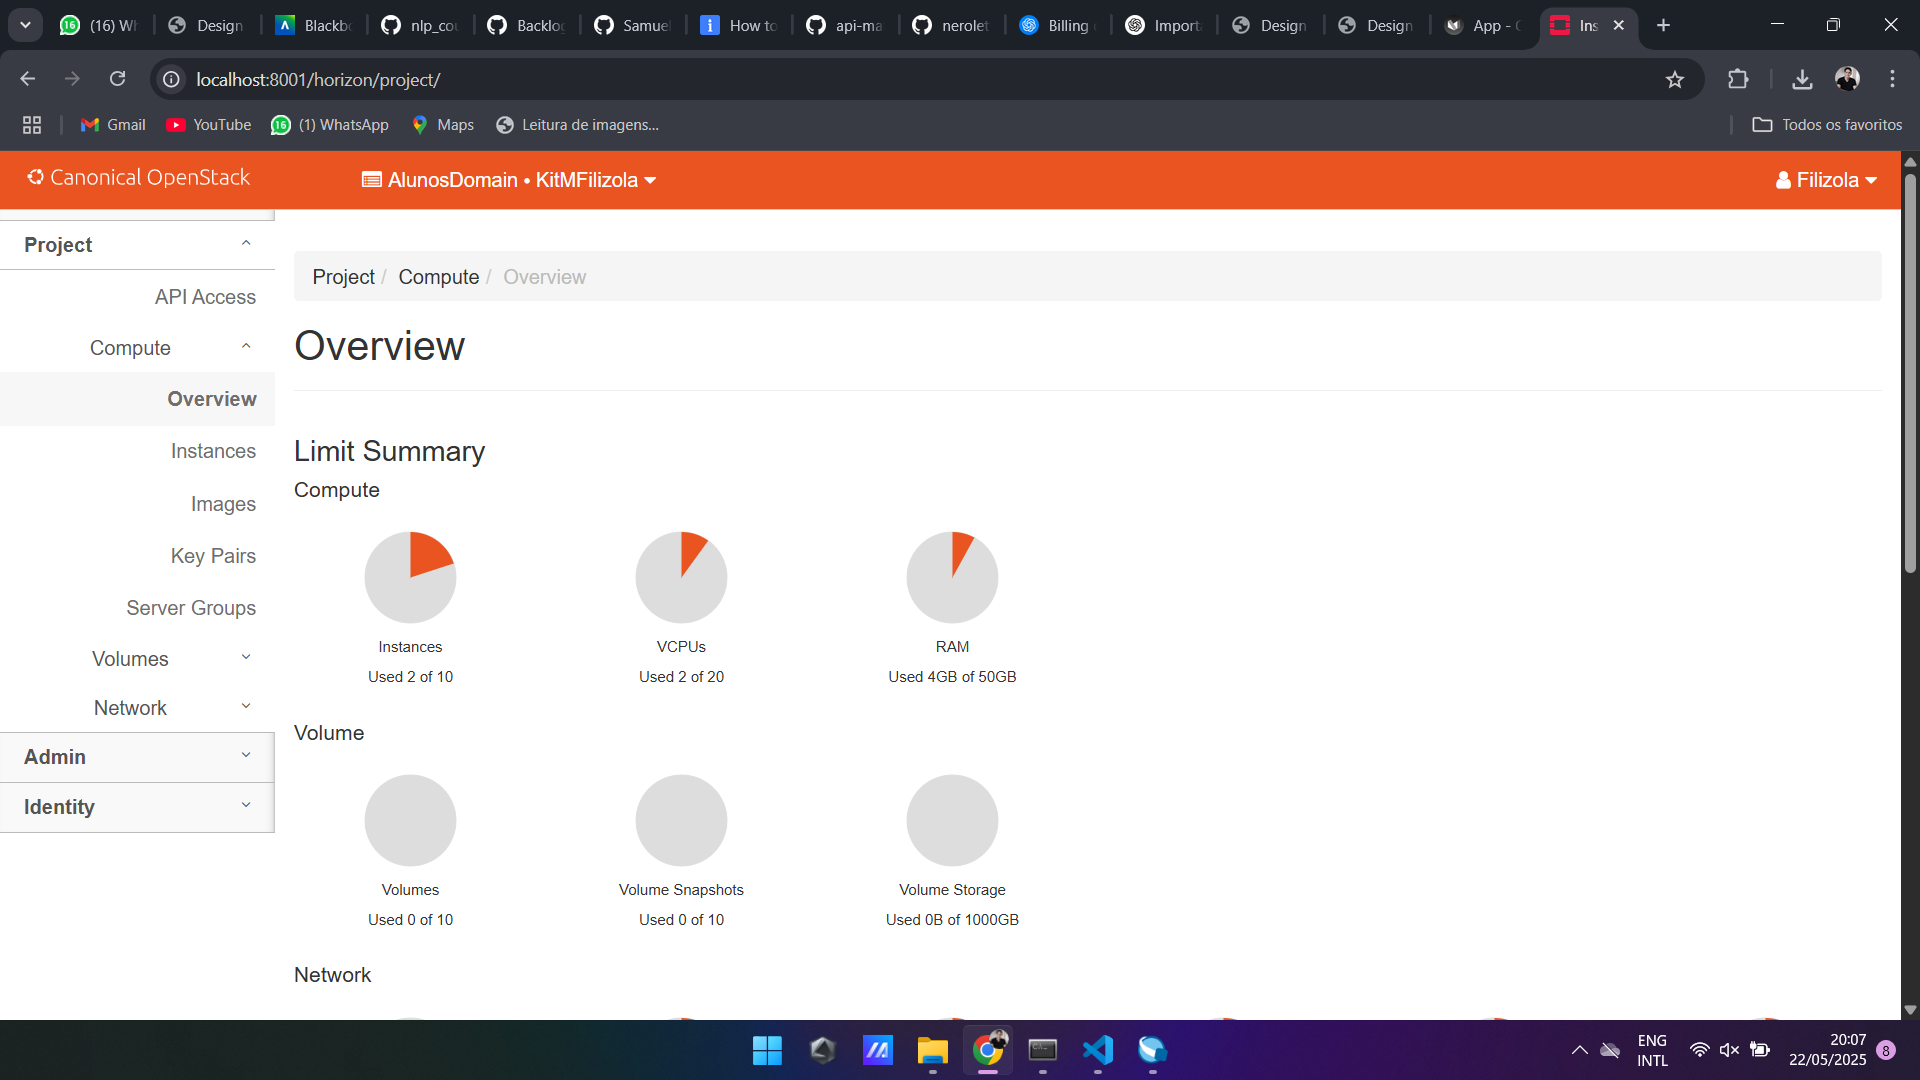 (16) Wh
Design
Blackbo
nlp_cou
Backlog
Samuel
How to
api-ma
nerolet
Billing
Importa
Design
Design
App - 
Ins
localhost:8001/horizon/project/
Gmail
YouTube
(1) WhatsApp
Maps
Leitura de imagens...
Todos os favoritos
Canonical OpenStack
AlunosDomain • KitMFilizola
Filizola
Project
API Access
Compute
Overview
Instances
Images
Key Pairs
Server Groups
Volumes
Network
Admin
Identity
Project / Compute / Overview
Overview
Limit Summary
Compute
Instances
Used 2 of 10
VCPUs
Used 2 of 20
RAM
Used 4GB of 50GB
Volume
Volumes
Used 0 of 10
Volume Snapshots
Used 0 of 10
Volume Storage
Used 0B of 1000GB
Network
ENG
INTL
20:07
22/05/2025
8